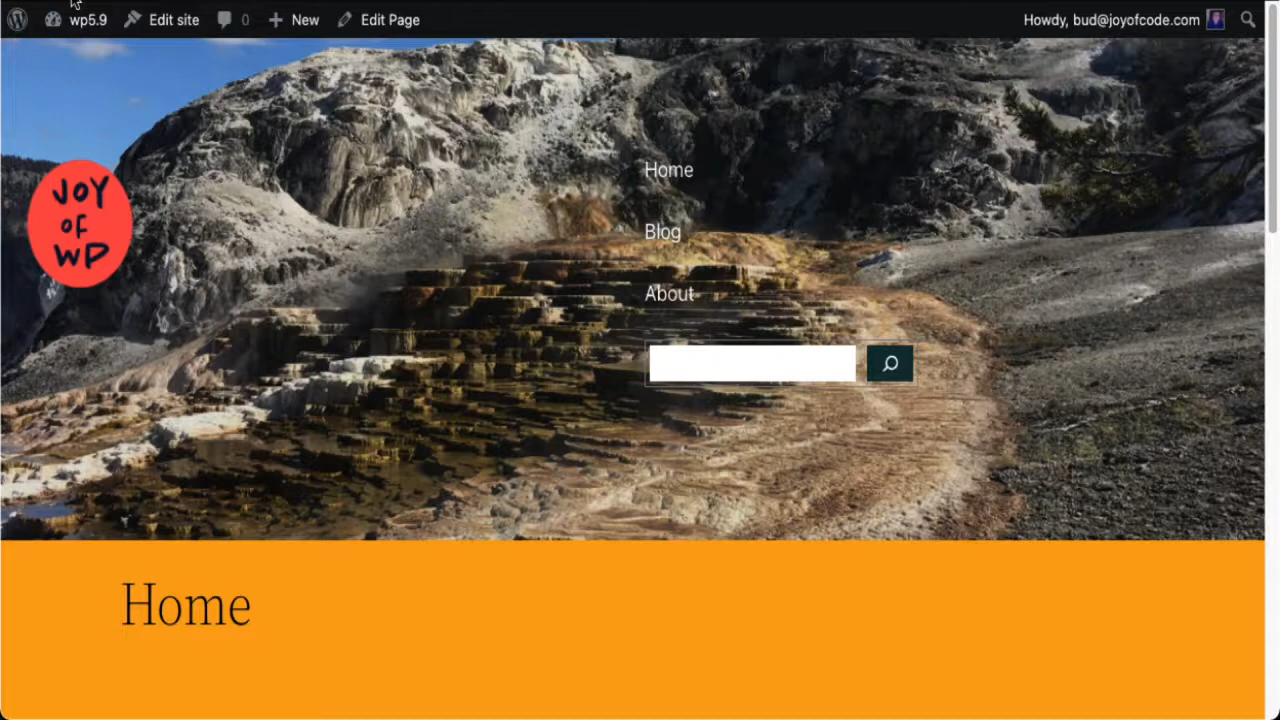 wp5.9 Edit site 0 New Edit Page Howdy, bud@joyofcode.com
JOY
OF
WP
Home
Blog
About
Home